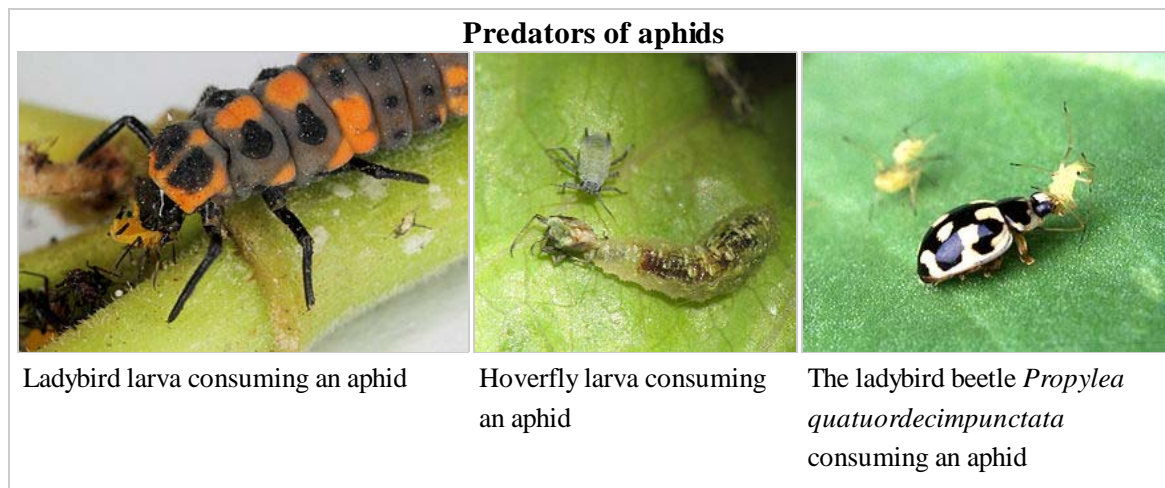 Predators of aphids
Ladybird larva consuming an aphid
Hoverfly larva consuming
an aphid
The ladybird beetle Propylea
quatuordecimpunctata
consuming an aphid